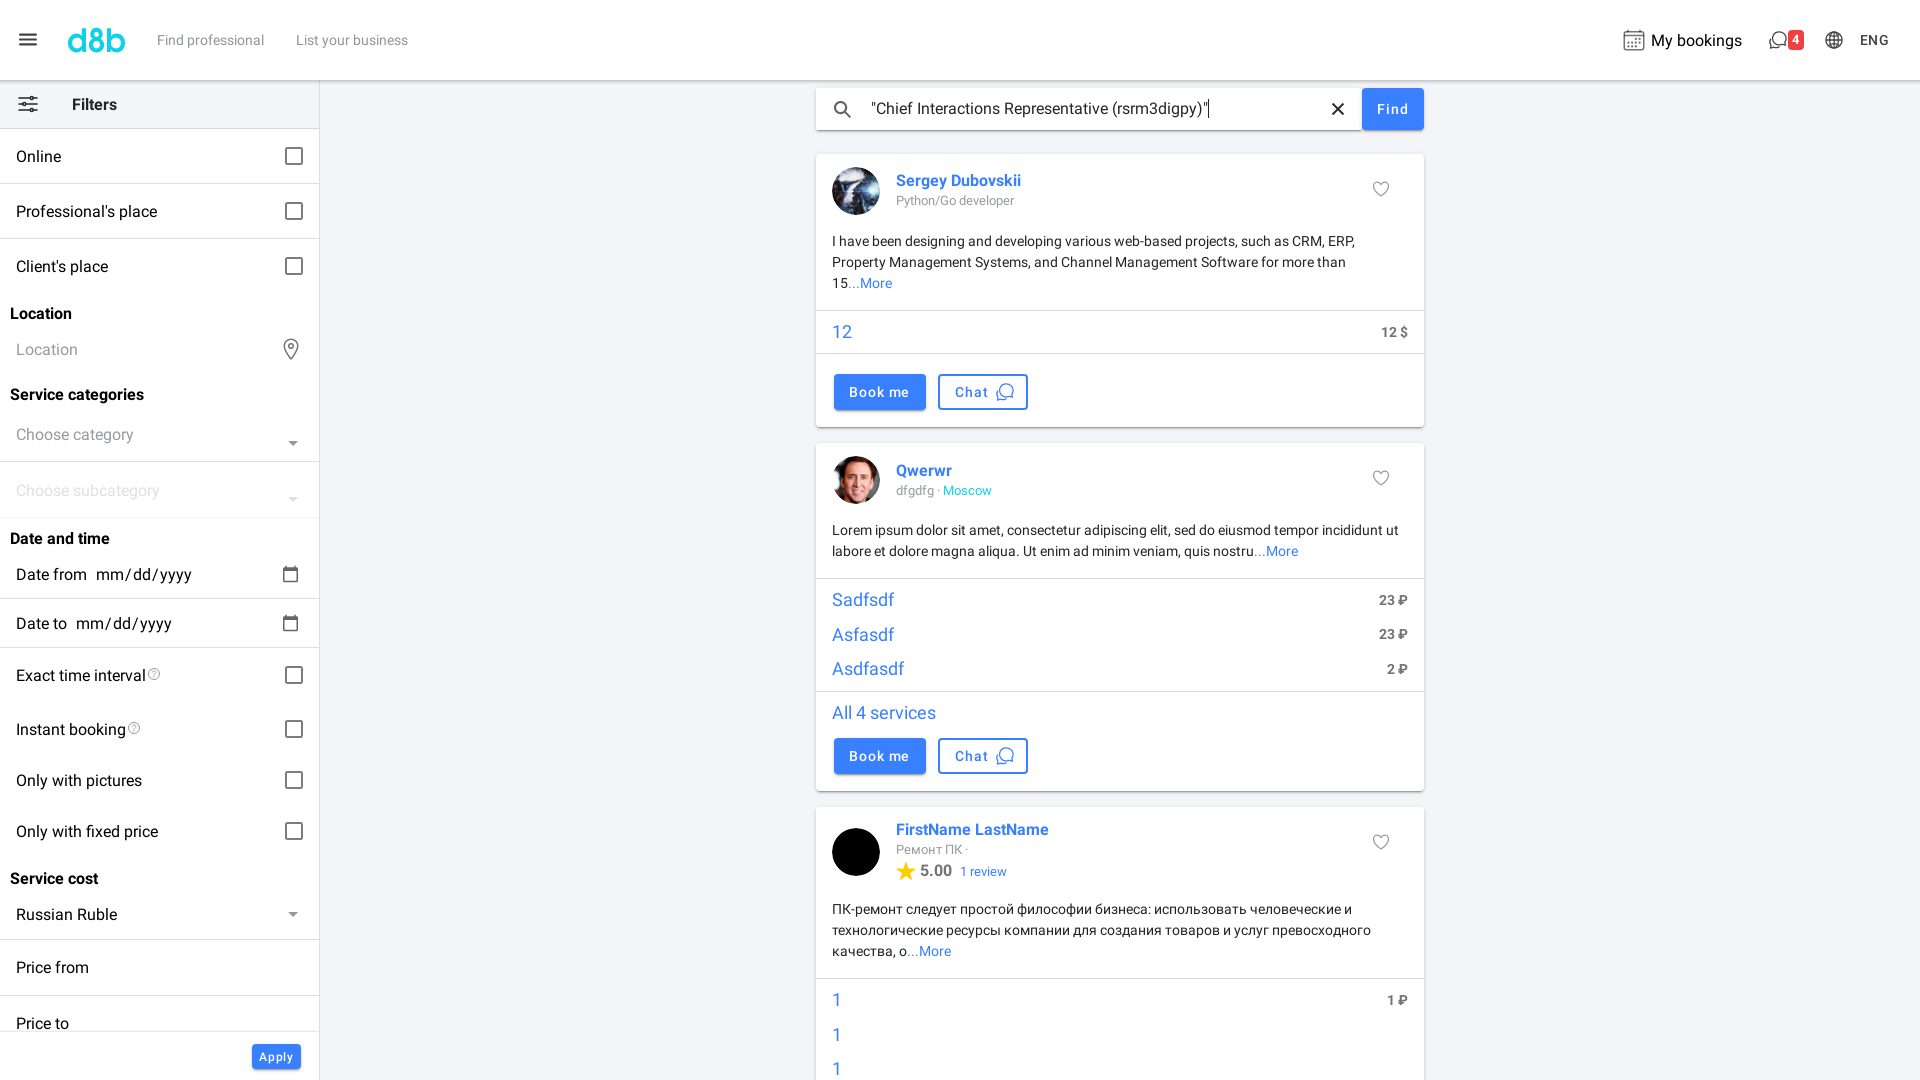 d8b
Find professional
List your business
My bookings
4
ENG
Filters
Online
Professional's place
Client's place
Location
Location
Service categories
Choose category
Choose subcategory
Date and time
Date from mm/dd/yyyy
Date to mm/dd/yyyy
Exact time interval
Instant booking
Only with pictures
Only with fixed price
Service cost
Russian Ruble
Price from
Price to
Apply
"Chief Interactions Representative (rsrm3digpy)"
Find
Sergey Dubovskii
Python/Go developer
I have been designing and developing various web-based projects, such as CRM, ERP,
Property Management Systems, and Channel Management Software for more than
15...More
12 12 $
Book me Chat
Qwerwr
dfgdfg · Moscow
Lorem ipsum dolor sit amet, consectetur adipiscing elit, sed do eiusmod tempor incididunt ut
labore et dolore magna aliqua. Ut enim ad minim veniam, quis nostru...More
Sadfsdf 23 ₽
Asfasdf 23 ₽
Asdfasdf 2 ₽
All 4 services
Book me Chat
FirstName LastName
Ремонт ПК ·
5.00 1 review
ПК-ремонт следует простой философии бизнеса: использовать человеческие и
технологические ресурсы компании для создания товаров и услуг превосходного
качества, о...More
1 1 ₽
1
1